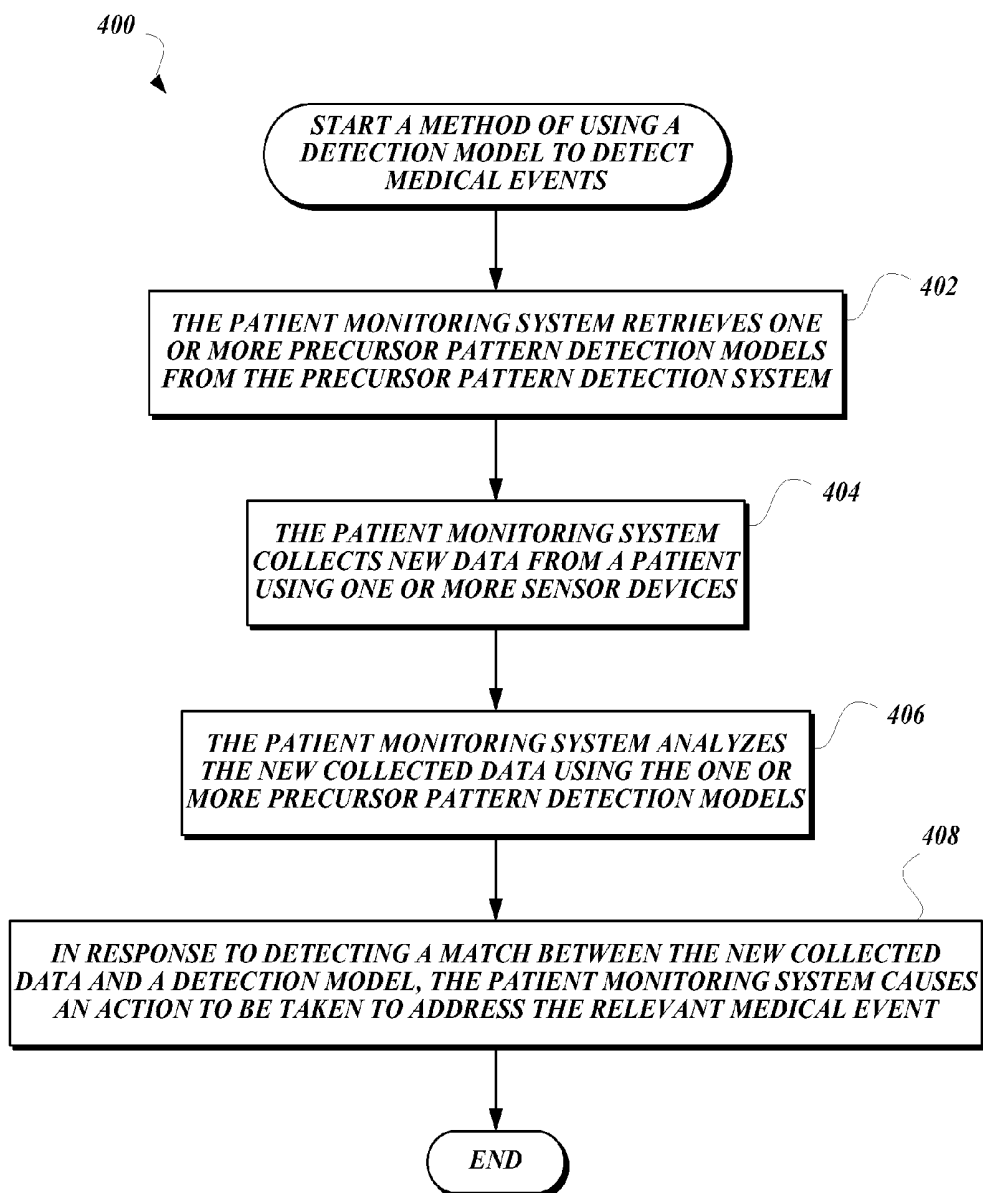 400
START A METHOD OF USING A
DETECTION MODEL TO DETECT
MEDICAL EVENTS
402
THE PATIENT MONITORING SYSTEM RETRIEVES ONE
OR MORE PRECURSOR PATTERN DETECTION MODELS
FROM THE PRECURSOR PATTERN DETECTION SYSTEM
404
THE PATIENT MONITORING SYSTEM
COLLECTS NEW DATA FROM A PATIENT
USING ONE OR MORE SENSOR DEVICES
406
THE PATIENT MONITORING SYSTEM ANALYZES
THE NEW COLLECTED DATA USING THE ONE OR
MORE PRECURSOR PATTERN DETECTION MODELS
408
IN RESPONSE TO DETECTING A MATCH BETWEEN THE NEW COLLECTED
DATA AND A DETECTION MODEL, THE PATIENT MONITORING SYSTEM CAUSES
AN ACTION TO BE TAKEN TO ADDRESS THE RELEVANT MEDICAL EVENT
END